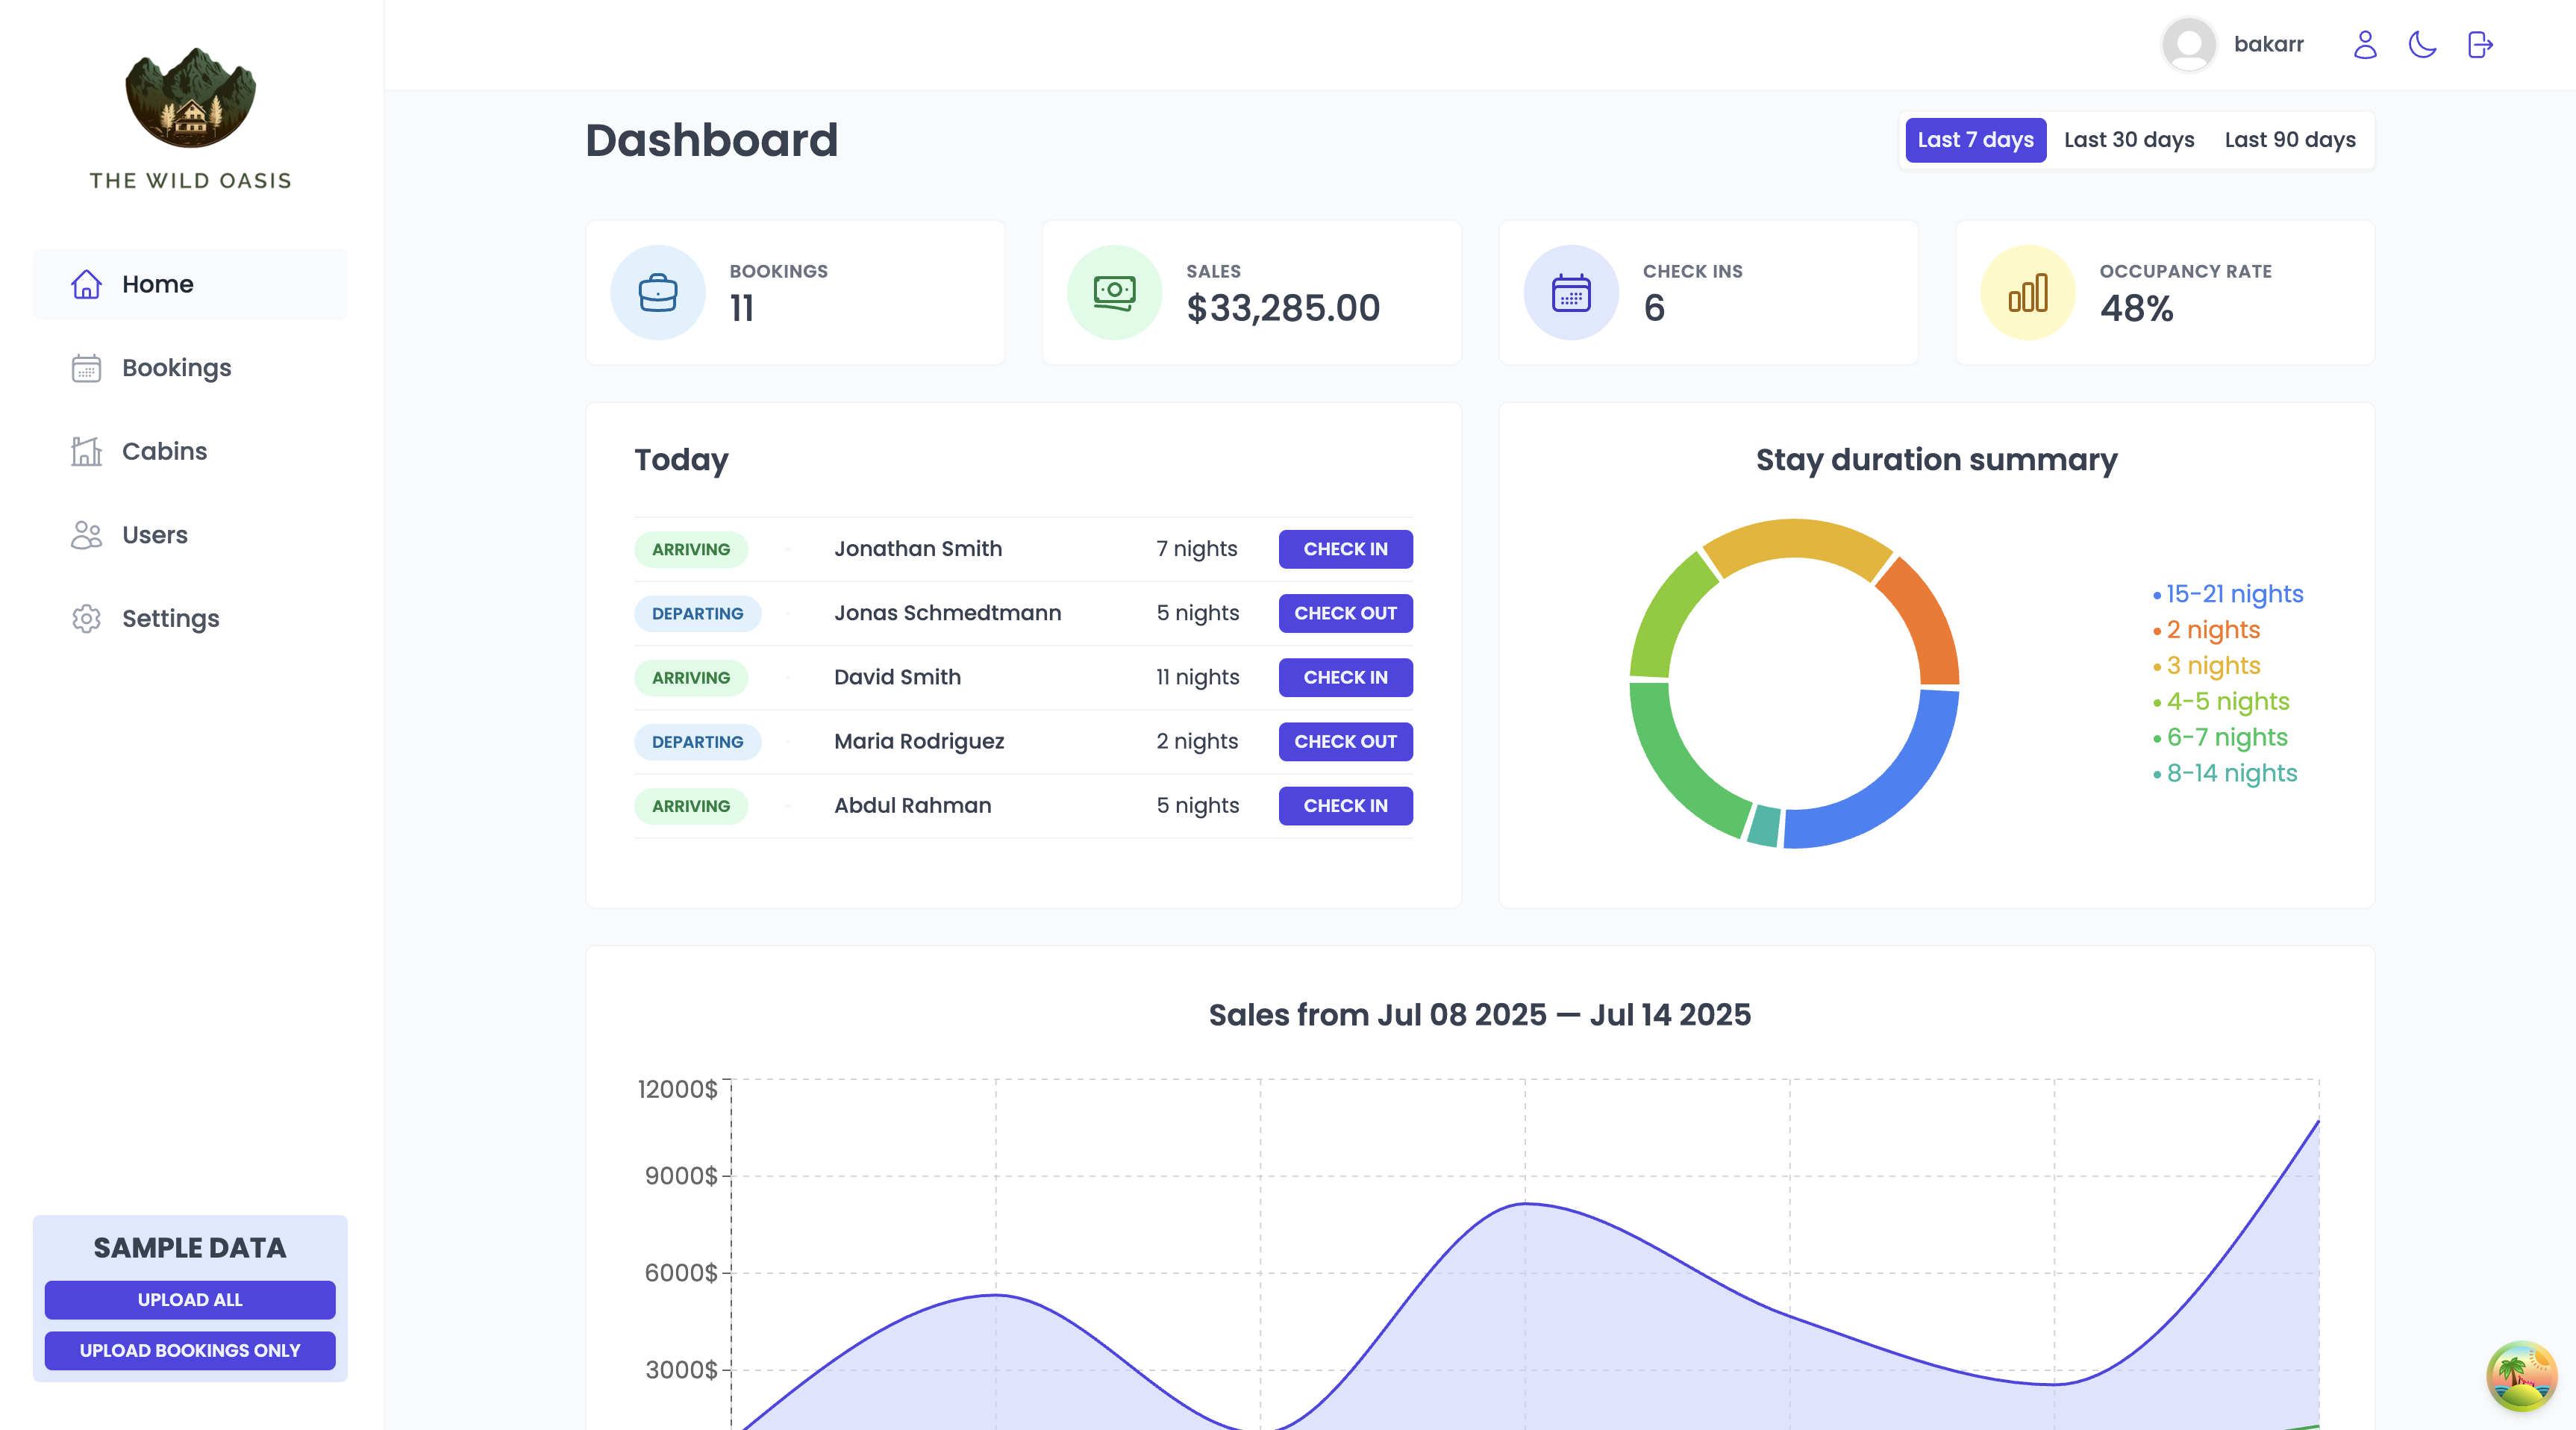 THE WILD OASIS
Home
Bookings
Cabins
Users
Settings
SAMPLE DATA
UPLOAD ALL
UPLOAD BOOKINGS ONLY
bakarr
Dashboard
Last 7 days Last 30 days Last 90 days
BOOKINGS
11
SALES
$33,285.00
CHECK INS
6
OCCUPANCY RATE
48%
Today
ARRIVING Jonathan Smith 7 nights CHECK IN
DEPARTING Jonas Schmedtmann 5 nights CHECK OUT
ARRIVING David Smith 11 nights CHECK IN
DEPARTING Maria Rodriguez 2 nights CHECK OUT
ARRIVING Abdul Rahman 5 nights CHECK IN
Stay duration summary
15-21 nights
2 nights
3 nights
4-5 nights
6-7 nights
8-14 nights
Sales from Jul 08 2025 — Jul 14 2025
12000$
9000$
6000$
3000$